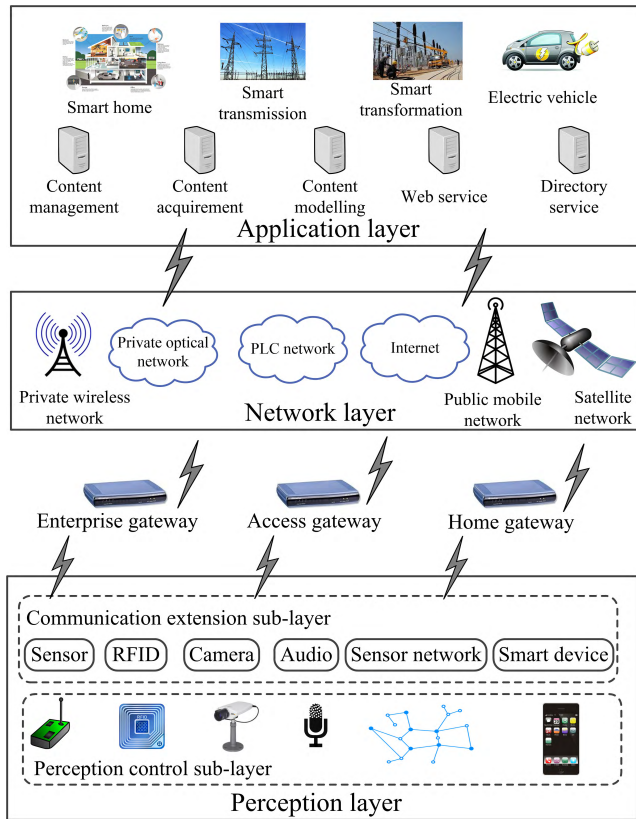 Smart home
Smart
transmission
Smart
transformation
Electric vehicle
Content
management
Content
acquirement
Content
modelling
Web service
Directory
service
Application layer
Private wireless
network
Private optical
network
PLC network
Internet
Public mobile
network
Satellite
network
Network layer
Enterprise gateway
Access gateway
Home gateway
Communication extension sub-layer
Sensor
RFID
Camera
Audio
Sensor network
Smart device
Perception control sub-layer
Perception layer